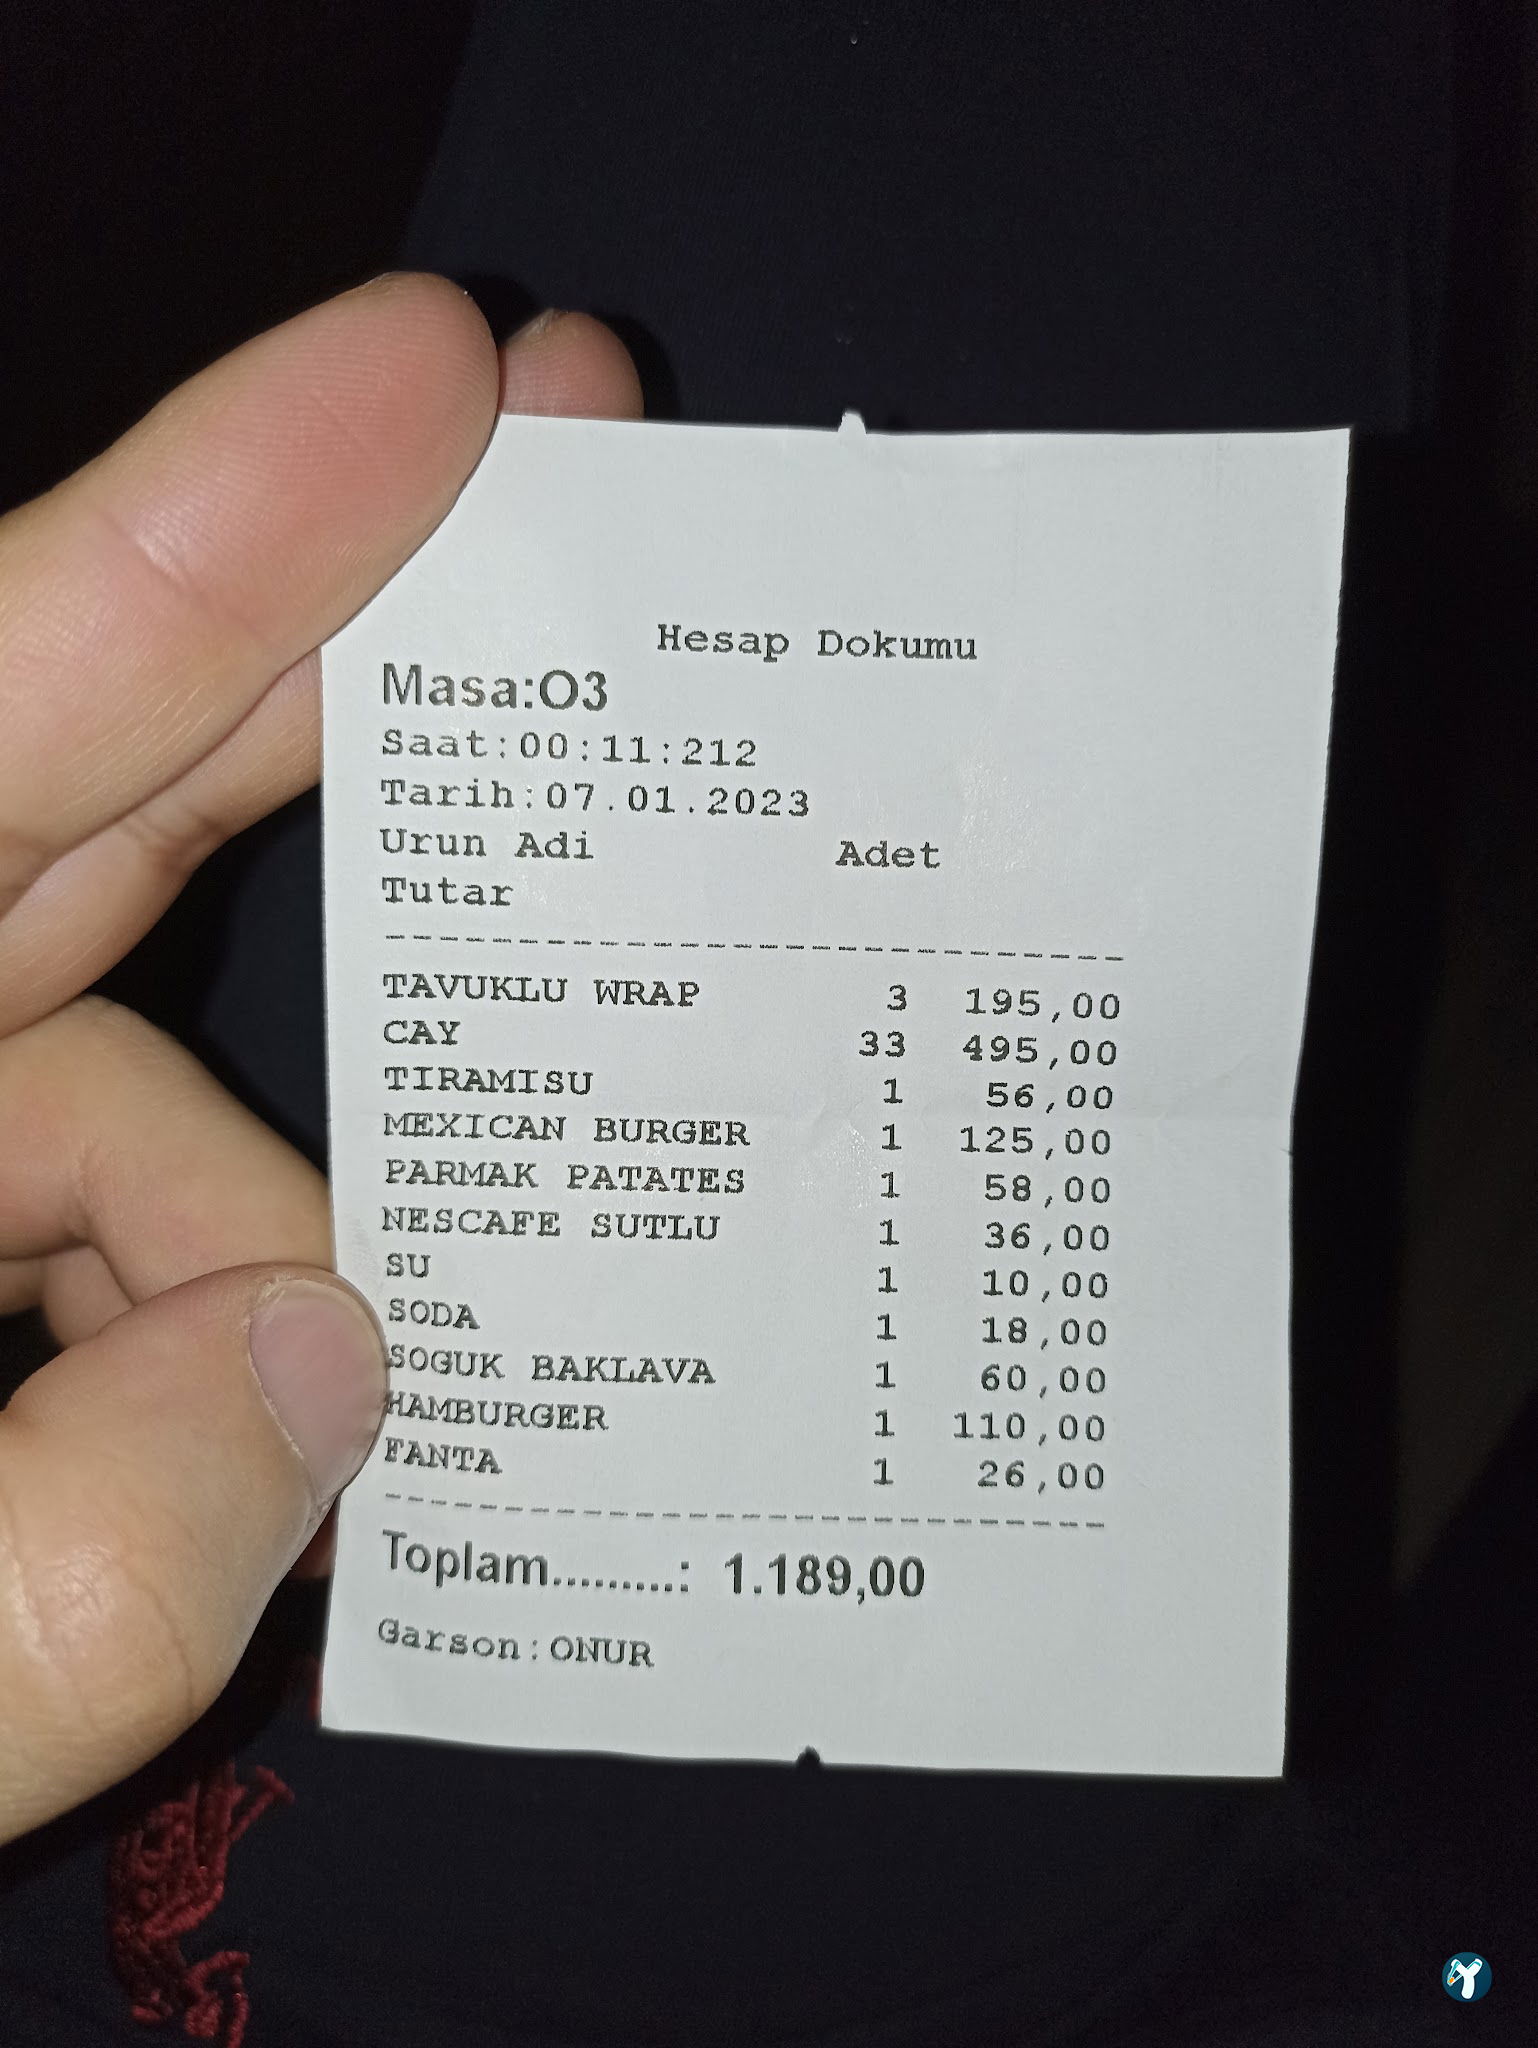 Hesap Dokumu
Masa:O3
Saat:00:11:212
Tarih:07.01.2023
Urun Adi Adet
Tutar
TAVUKLU WRAP 3 195,00
CAY 33 495,00
TIRAMISU 1 56,00
MEXICAN BURGER 1 125,00
PARMAK PATATES 1 58,00
NESCAFE SUTLU 1 36,00
SU 1 10,00
SODA 1 18,00
SOGUK BAKLAVA 1 60,00
HAMBURGER 1 110,00
FANTA 1 26,00
Toplam.........: 1.189,00
Garson:ONUR